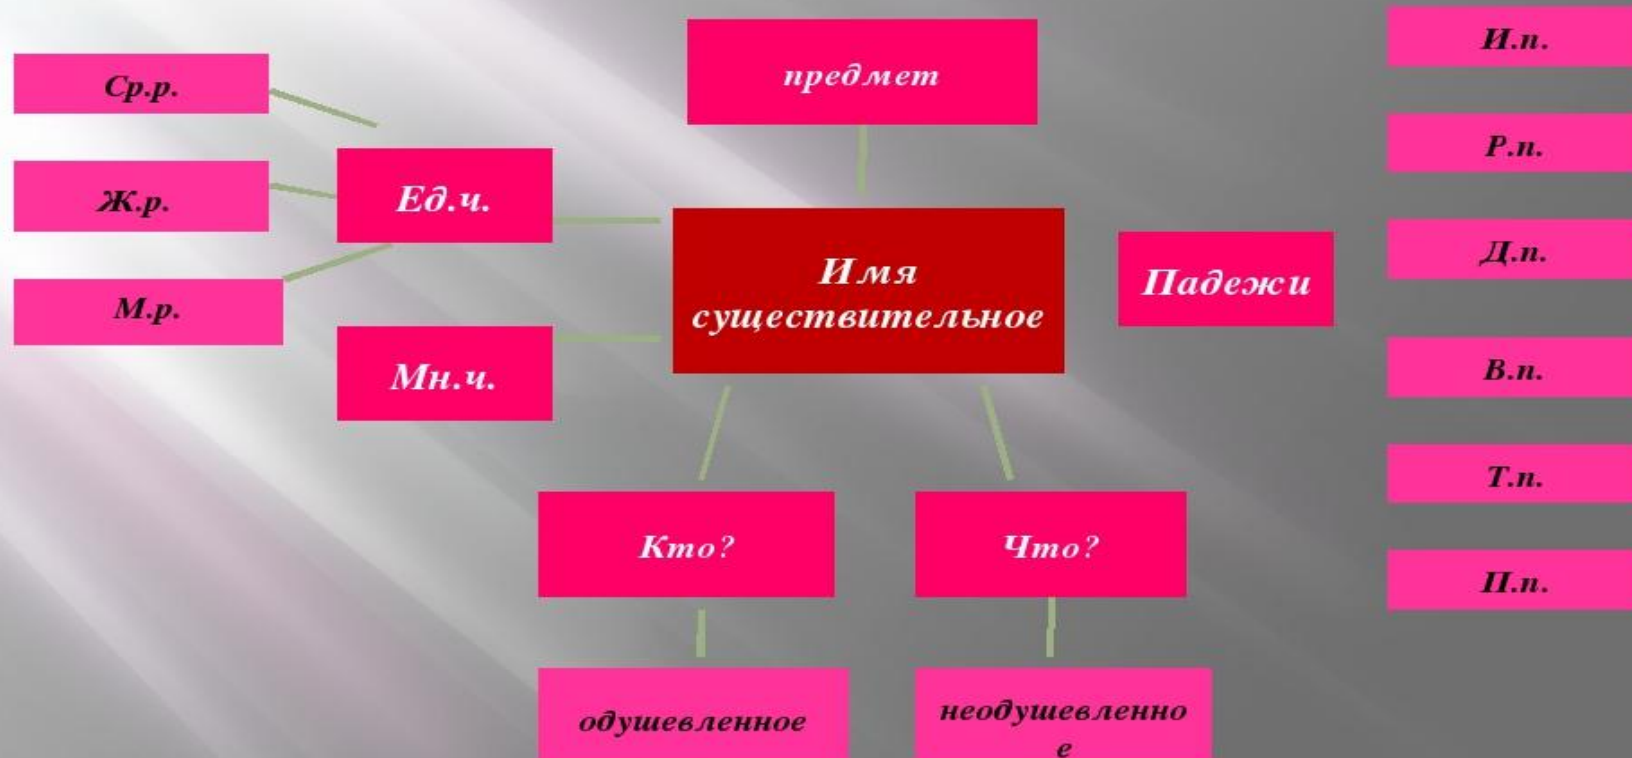 предмет
Ср.р.
Ж.р.
М.р.
Ед.ч.
Мн.ч.
Имя
существительное
Падежи
И.п.
Р.п.
Д.п.
В.п.
Т.п.
П.п.
Кто?
Что?
одушевленное
неодушевленно
е